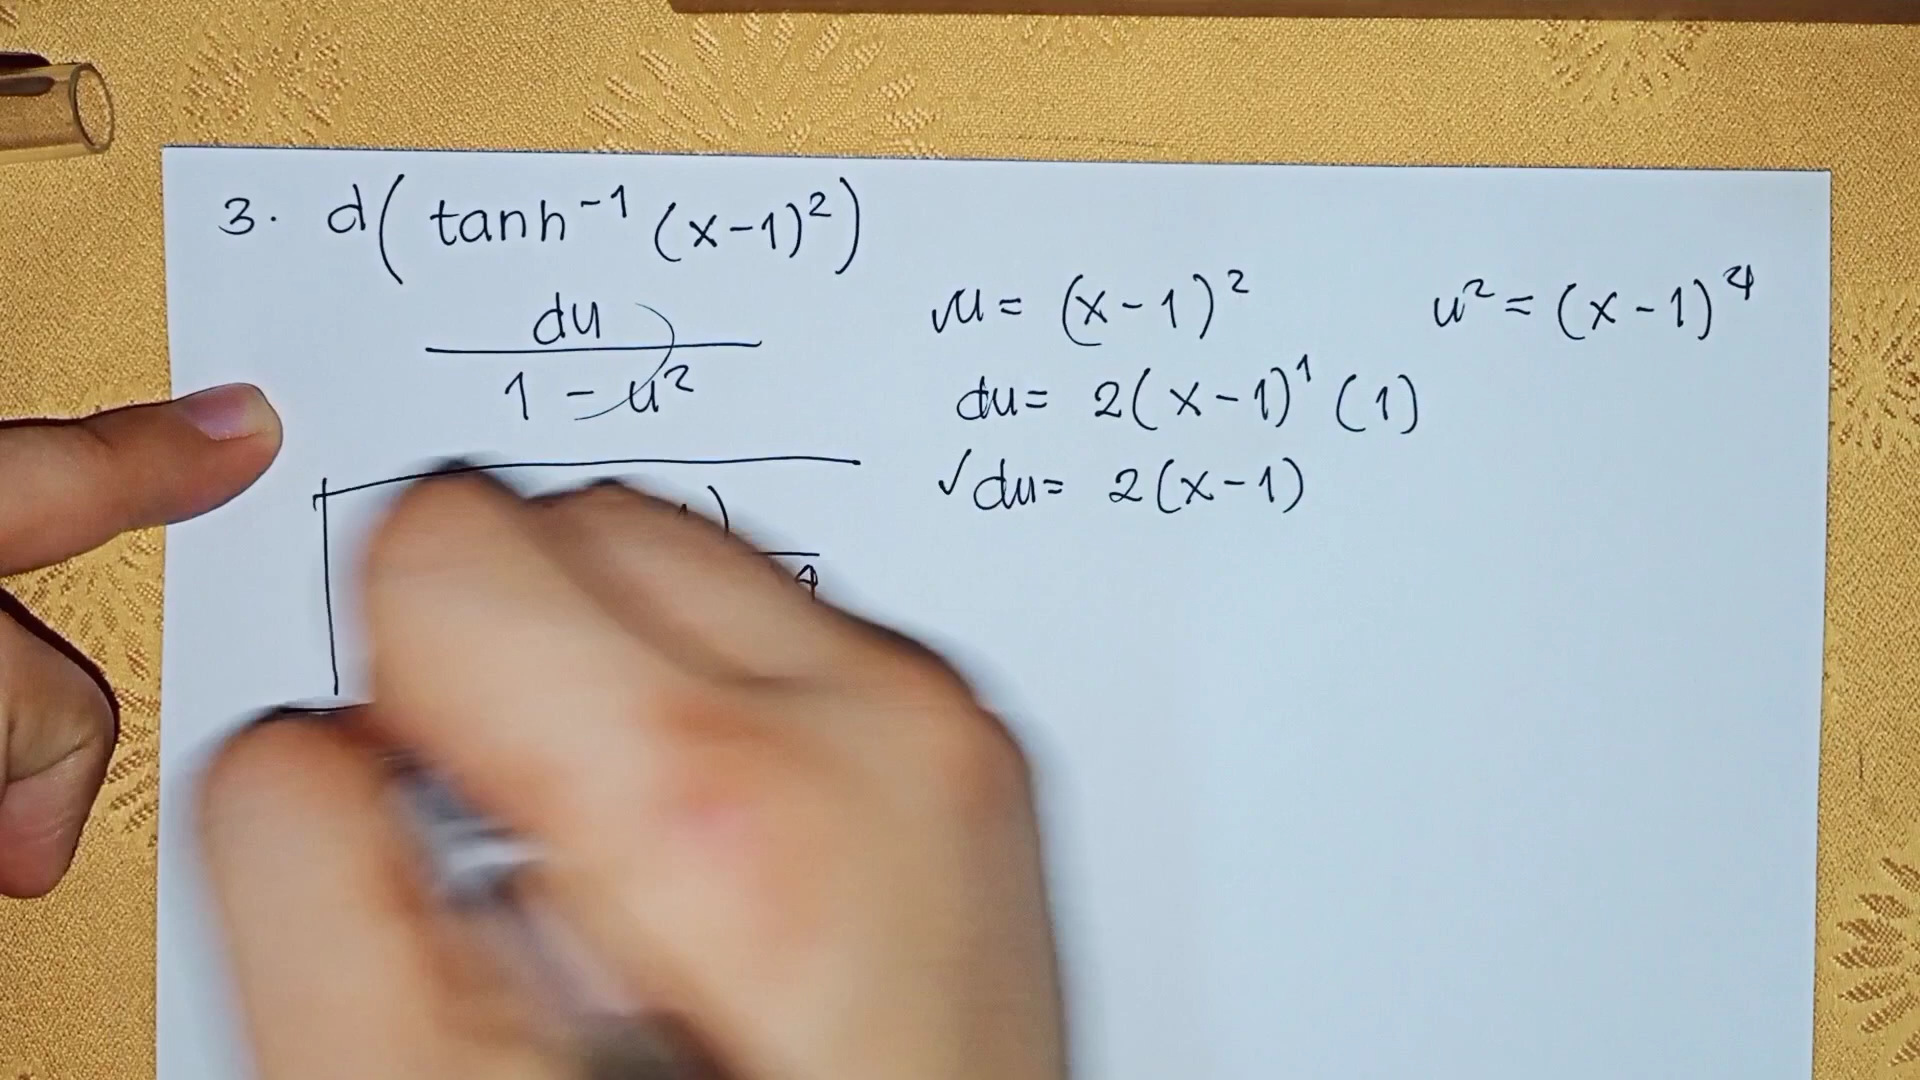 3. d(tanh⁻¹ (x-1)²)
du
1 - u²
u = (x-1)²
u² = (x-1)⁴
du = 2(x-1)¹ (1)
✓du = 2(x-1)